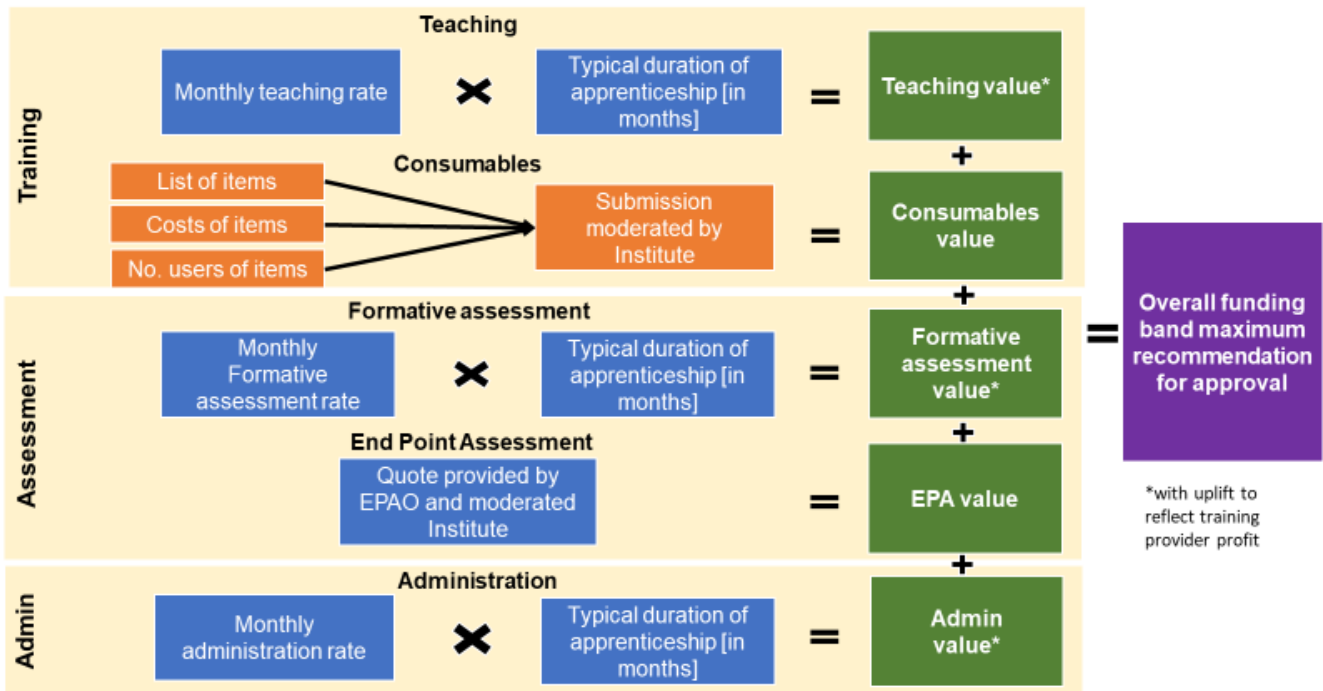 Training
Teaching
Monthly teaching rate
×
Typical duration of
apprenticeship [in
months]
=
Teaching value*
+
Consumables
List of items
Costs of items
No. users of items
Submission
moderated by
Institute
=
Consumables
value
+
Assessment
Formative assessment
Monthly
Formative
assessment rate
×
Typical duration of
apprenticeship [in
months]
=
Formative
assessment
value*
+
End Point Assessment
Quote provided by
EPAO and moderated
Institute
=
EPA value
+
Admin
Administration
Monthly
administration rate
×
Typical duration of
apprenticeship [in
months]
=
Admin
value*
=
Overall funding
band maximum
recommendation
for approval
*with uplift to
reflect training
provider profit